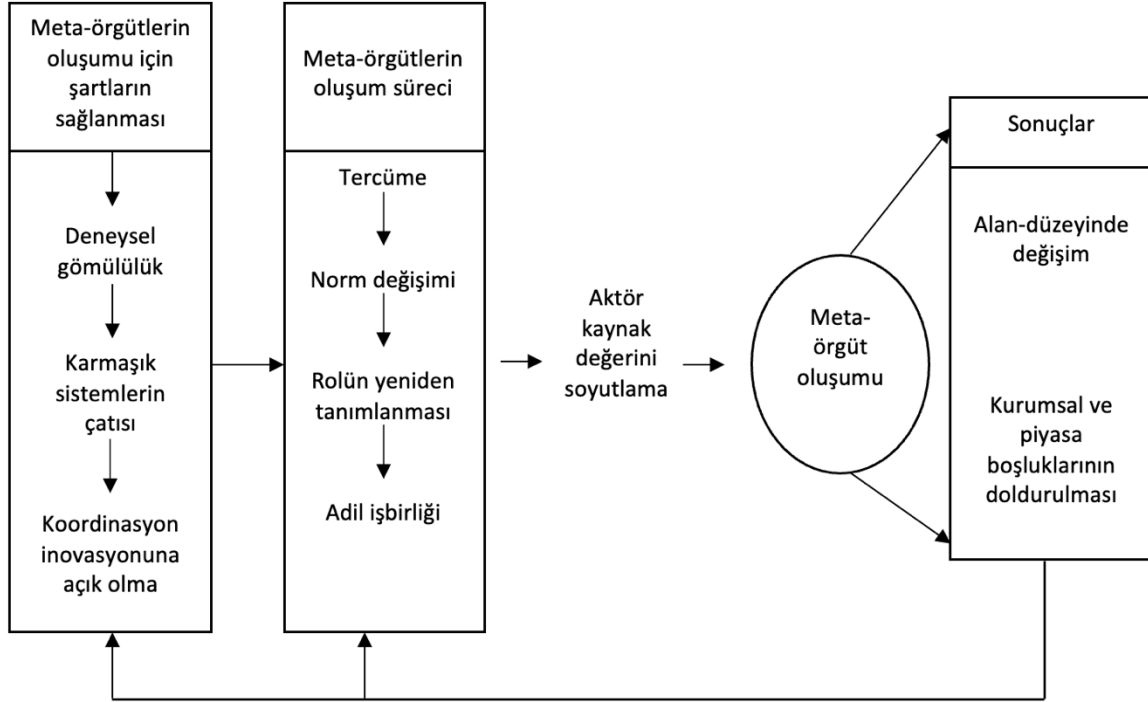 Meta-örgütlerin
oluşumu için
şartların
sağlanması
Deneysel
gömülülük
Karmaşık
sistemlerin
çatısı
Koordinasyon
inovasyonuna
açık olma
Meta-örgütlerin
oluşum süreci
Tercüme
Norm değişimi
Rolün yeniden
tanımlanması
Adil işbirliği
Aktör
kaynak
değerini
soyutlama
Meta-
örgüt
oluşumu
Sonuçlar
Alan-düzeyinde
değişim
Kurumsal ve
piyasa
boşluklarının
doldurulması